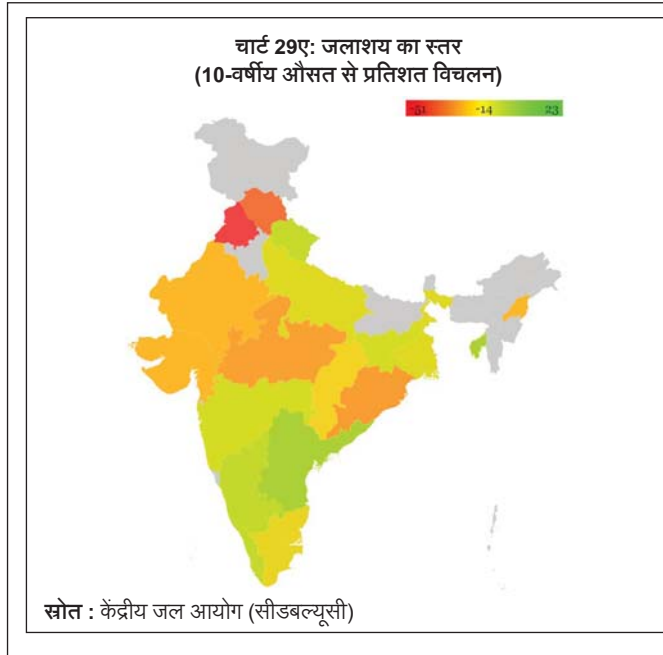 चार्ट 29ए: जलाशय का स्तर
(10-वर्षीय औसत से प्रतिशत विचलन)
-51 -14 23
स्रोत : केंद्रीय जल आयोग (सीडबल्यूसी)